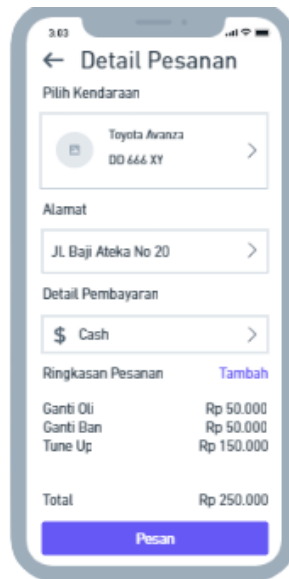 3:03
← Detail Pesanan
Pilih Kendaraan
Toyota Avanza
DD 666 XY
Alamat
Jl. Baji Ateka No 20
Detail Pembayaran
$ Cash
Ringkasan Pesanan Tambah
Ganti Oli Rp 50.000
Ganti Ban Rp 50.000
Tune Up Rp 150.000
Total Rp 250.000
Pesan